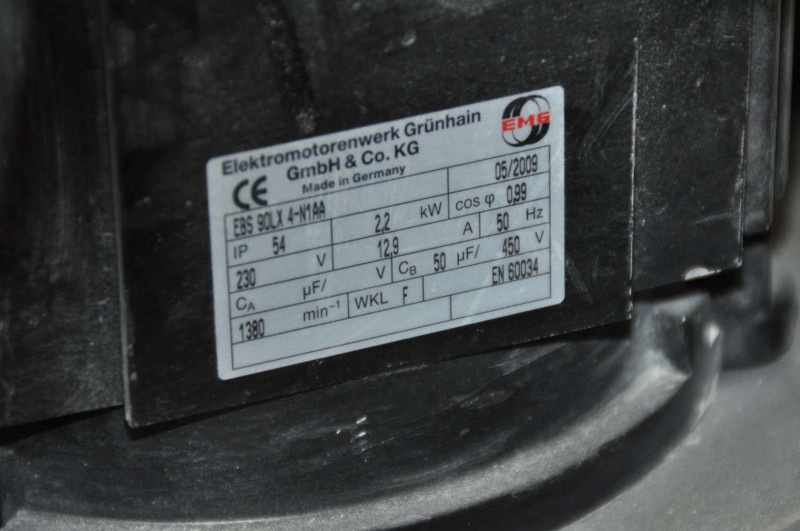 Elektromotorenwerk Grünhain
GmbH & Co. KG
EMG
CE
Made in Germany
05/2009
EBS 90LX 4-N1AA
IP 54 2,2 kW cos φ 0,99
230 V 12,9 A 50 Hz
CA µF/ V CB 50 µF/ 450 V
1380 min⁻¹ WKL F EN 60034